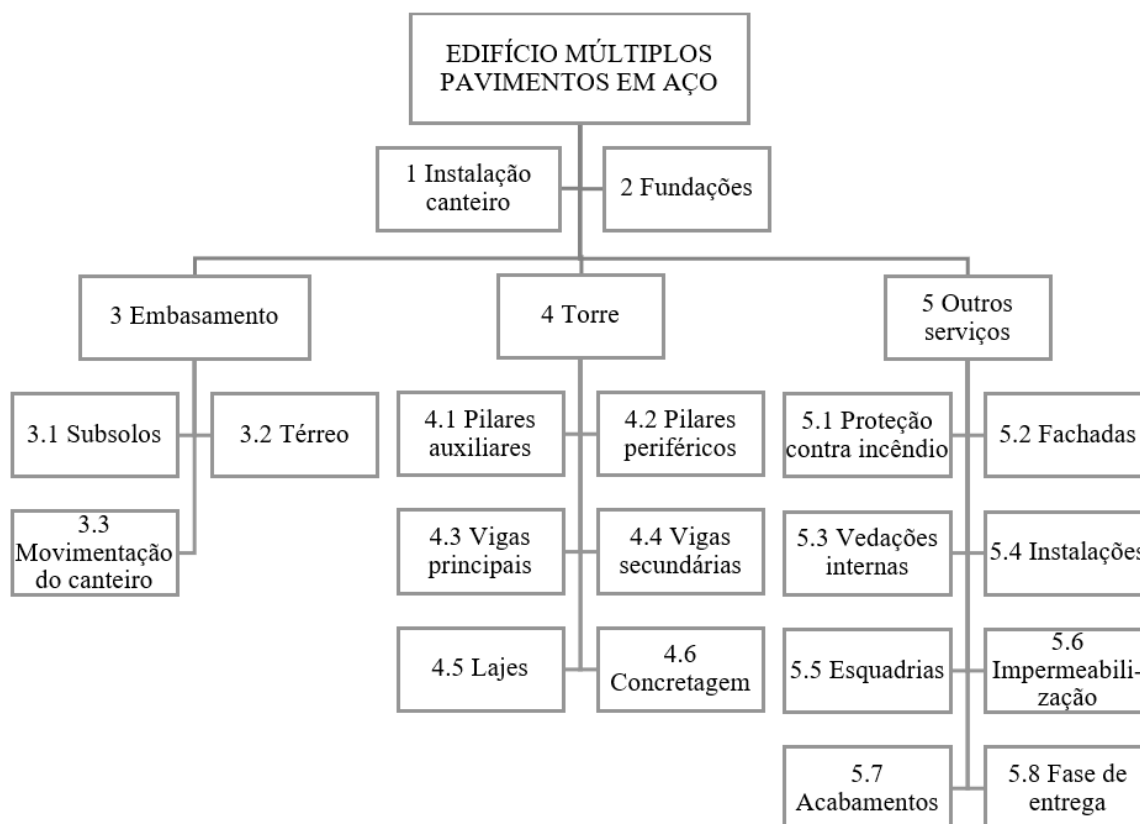 EDIFÍCIO MÚLTIPLOS
PAVIMENTOS EM AÇO
1 Instalação
canteiro
2 Fundações
3 Embasamento
4 Torre
5 Outros
serviços
3.1 Subsolos
3.2 Térreo
3.3
Movimentação
do canteiro
4.1 Pilares
auxiliares
4.2 Pilares
periféricos
4.3 Vigas
principais
4.4 Vigas
secundárias
4.5 Lajes
4.6
Concretagem
5.1 Proteção
contra incêndio
5.2 Fachadas
5.3 Vedações
internas
5.4 Instalações
5.5 Esquadrias
5.6
Impermeabili-
zação
5.7
Acabamentos
5.8 Fase de
entrega